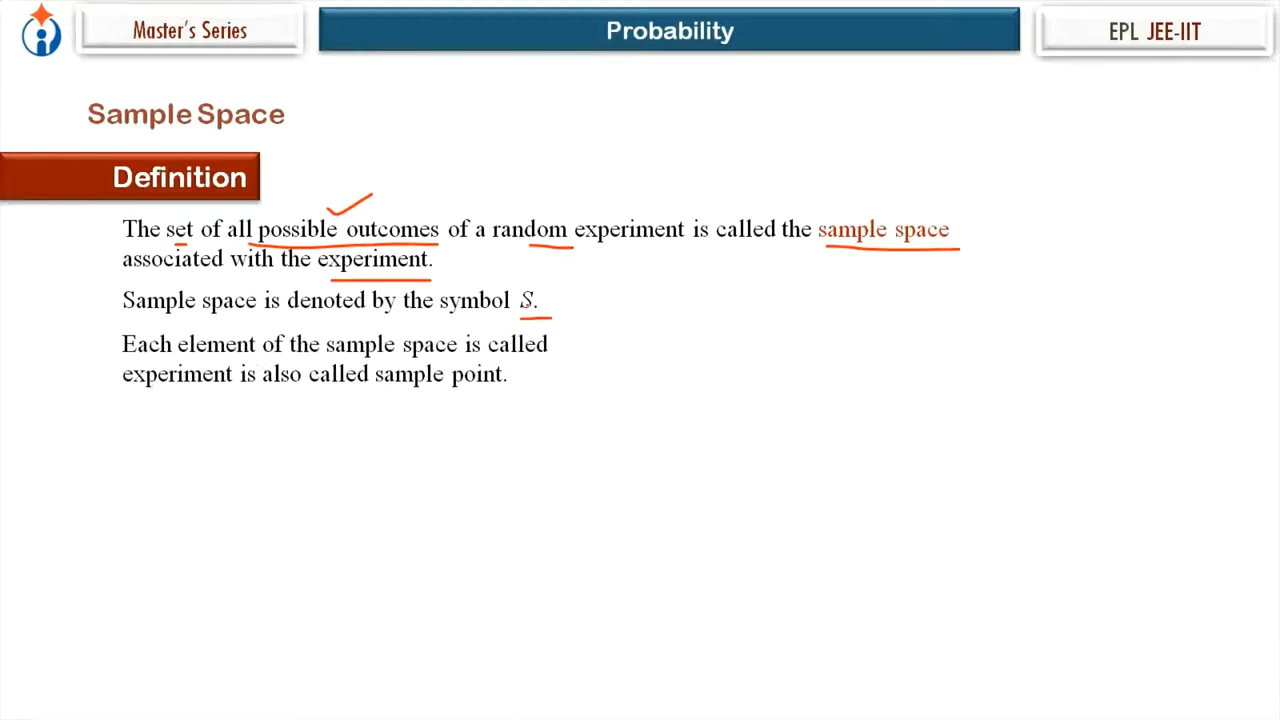 Master's Series
Probability
EPL JEE-IIT
Sample Space
Definition
The set of all possible outcomes of a random experiment is called the sample space
associated with the experiment.
Sample space is denoted by the symbol S.
Each element of the sample space is called
experiment is also called sample point.